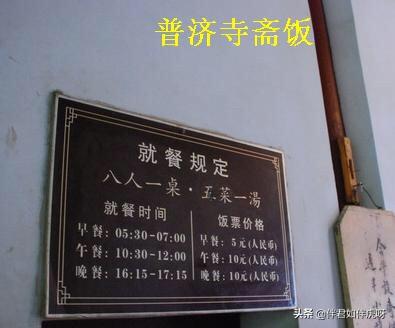 普济寺斋饭
就餐规定
八人一桌·五菜一湯
就餐时间
早餐: 05:30-07:00
午餐: 10:30-12:00
晚餐: 16:15-17:15
饭票价格
早餐: 5元(人民币)
午餐: 10元(人民币)
晚餐: 10元(人民币)
头条 @伴君如伴虎呀